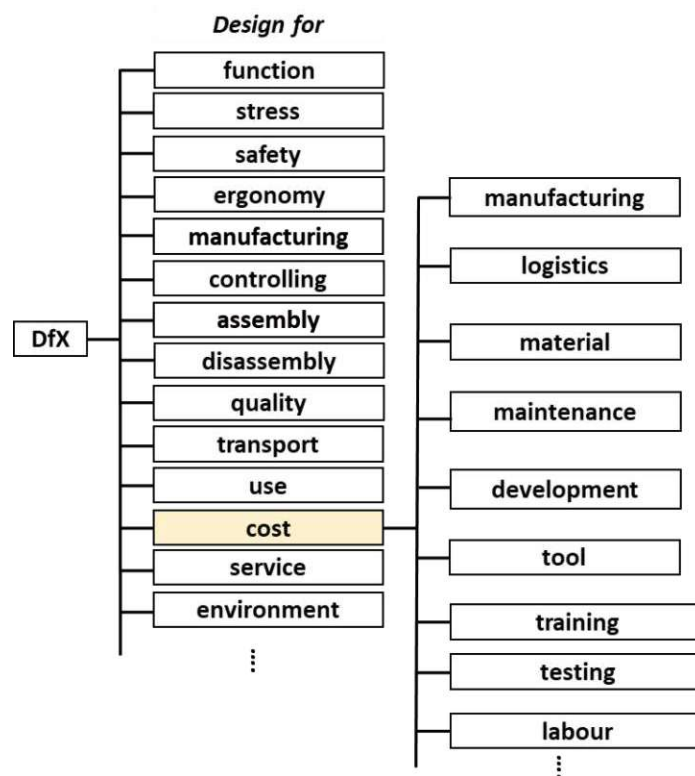 Design for
function
stress
safety
ergonomy
manufacturing
controlling
assembly
disassembly
quality
transport
use
cost
service
environment
DfX
manufacturing
logistics
material
maintenance
development
tool
training
testing
labour